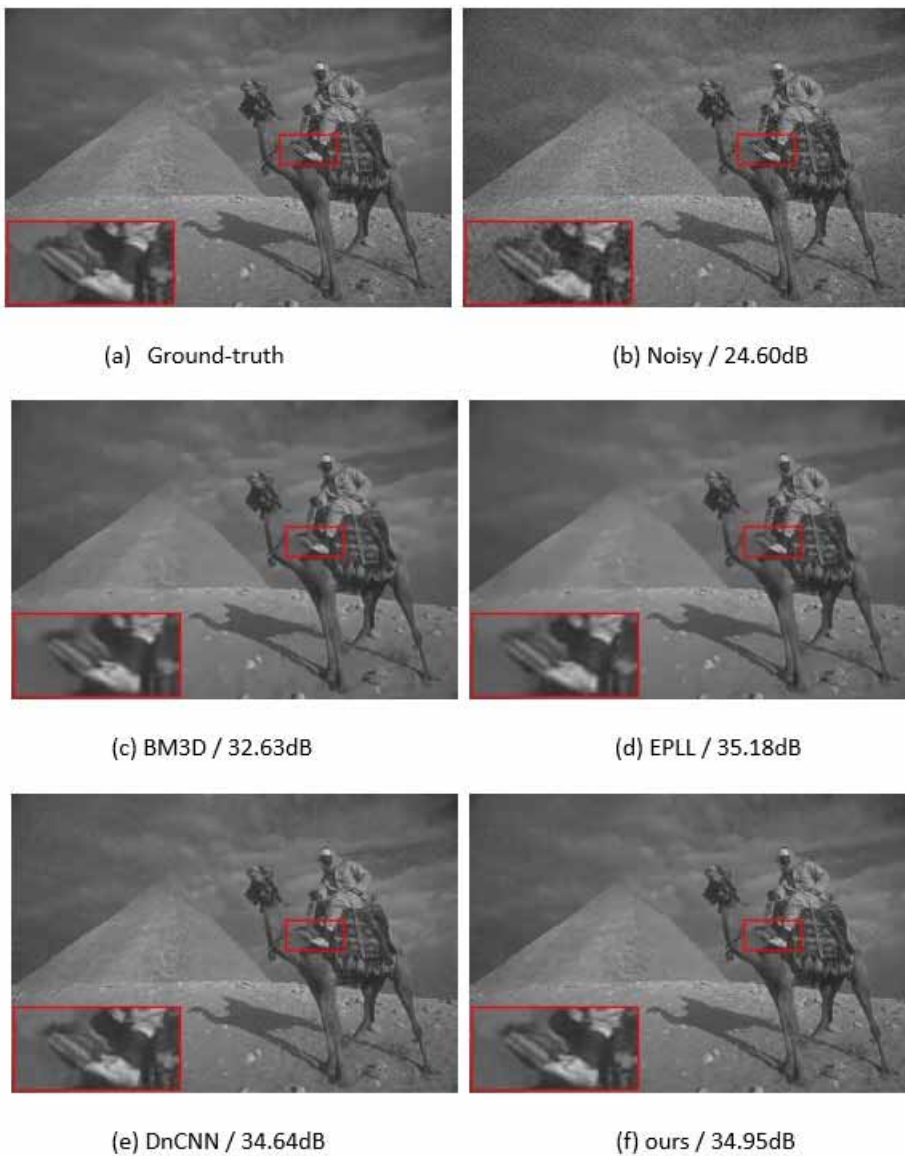 (a) Ground-truth
(b) Noisy / 24.60dB
(c) BM3D / 32.63dB
(d) EPLL / 35.18dB
(e) DnCNN / 34.64dB
(f) ours / 34.95dB